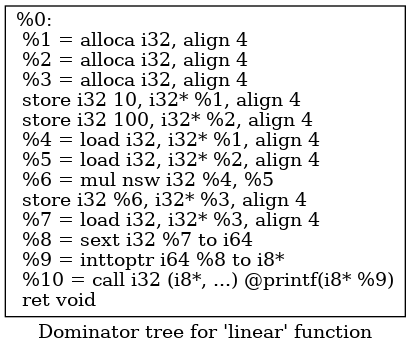 %0:
%1 = alloca i32, align 4
%2 = alloca i32, align 4
%3 = alloca i32, align 4
store i32 10, i32* %1, align 4
store i32 100, i32* %2, align 4
%4 = load i32, i32* %1, align 4
%5 = load i32, i32* %2, align 4
%6 = mul nsw i32 %4, %5
store i32 %6, i32* %3, align 4
%7 = load i32, i32* %3, align 4
%8 = sext i32 %7 to i64
%9 = inttoptr i64 %8 to i8*
%10 = call i32 (i8*, ...) @printf(i8* %9)
ret void
Dominator tree for 'linear' function